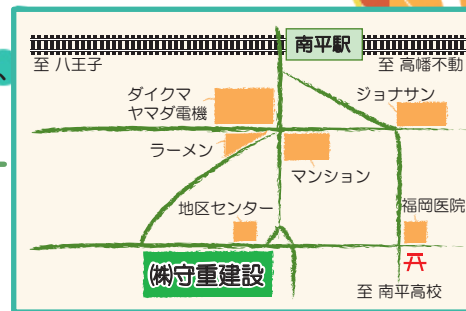 南平駅
至 八王子
至 高幡不動
ダイクマ
ヤマダ電機
ジョナサン
ラーメン
マンション
地区センター
福岡医院
㈱守重建設
至 南平高校